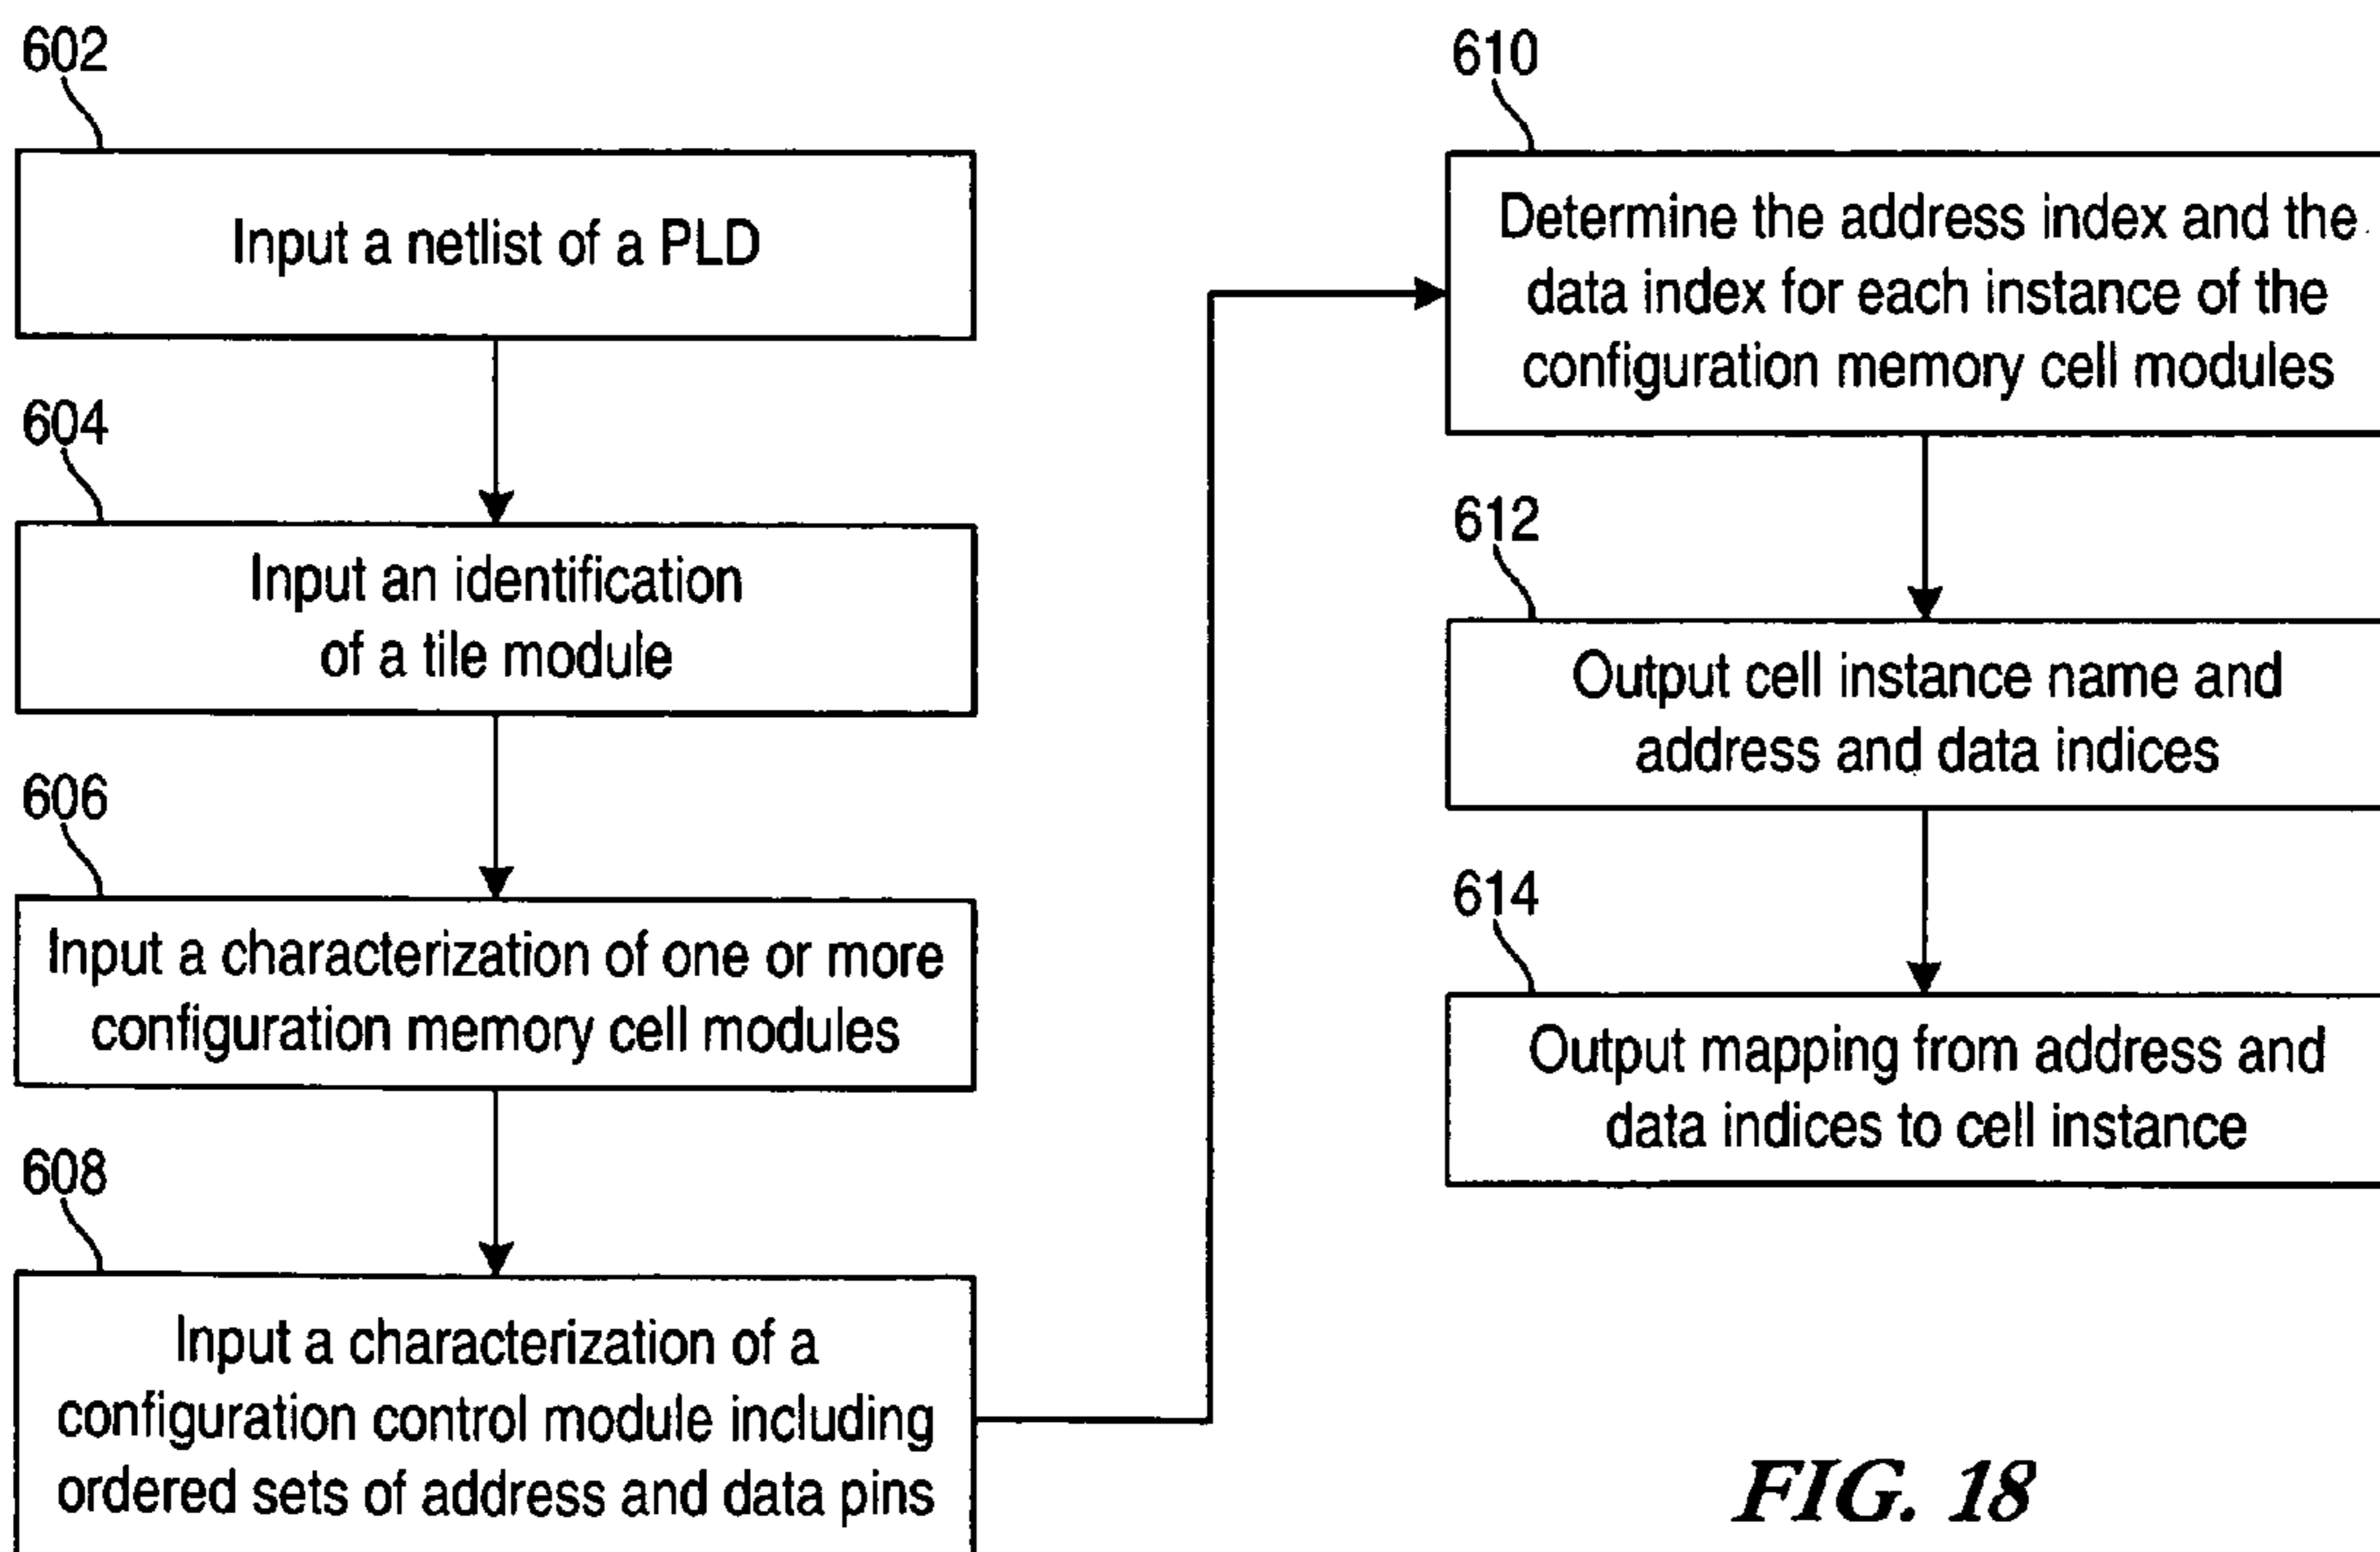 602
Input a netlist of a PLD
604
Input an identification
of a tile module
606
Input a characterization of one or more
configuration memory cell modules
608
Input a characterization of a
configuration control module including
ordered sets of address and data pins
610
Determine the address index and the
data index for each instance of the
configuration memory cell modules
612
Output cell instance name and
address and data indices
614
Output mapping from address and
data indices to cell instance
FIG. 18